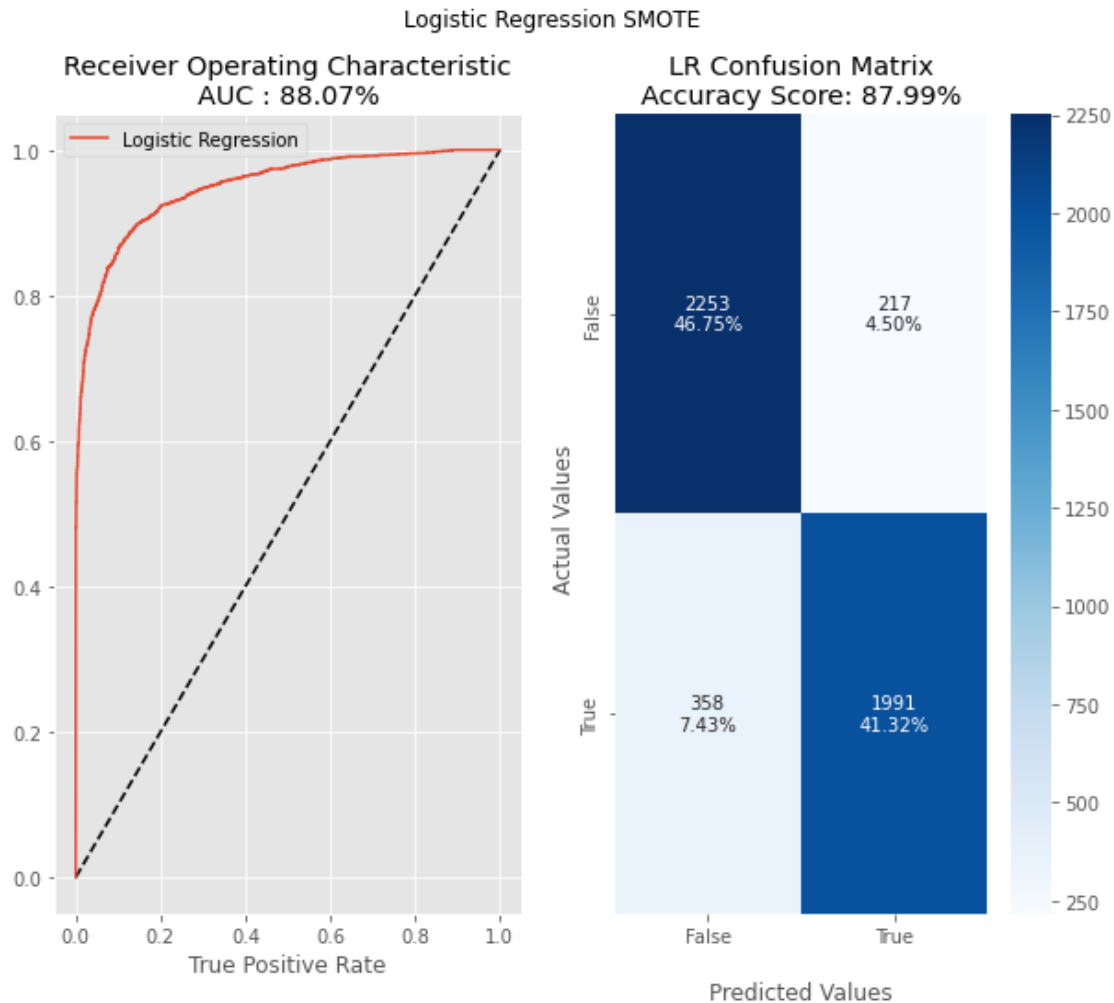 Logistic Regression SMOTE
Receiver Operating Characteristic
AUC : 88.07%
Logistic Regression
1.0
0.8
0.6
0.4
0.2
0.0
0.0 0.2 0.4 0.6 0.8 1.0
True Positive Rate
LR Confusion Matrix
Accuracy Score: 87.99%
Actual Values
False
True
2253
46.75%
217
4.50%
358
7.43%
1991
41.32%
False True
Predicted Values
2250
2000
1750
1500
1250
1000
750
500
250